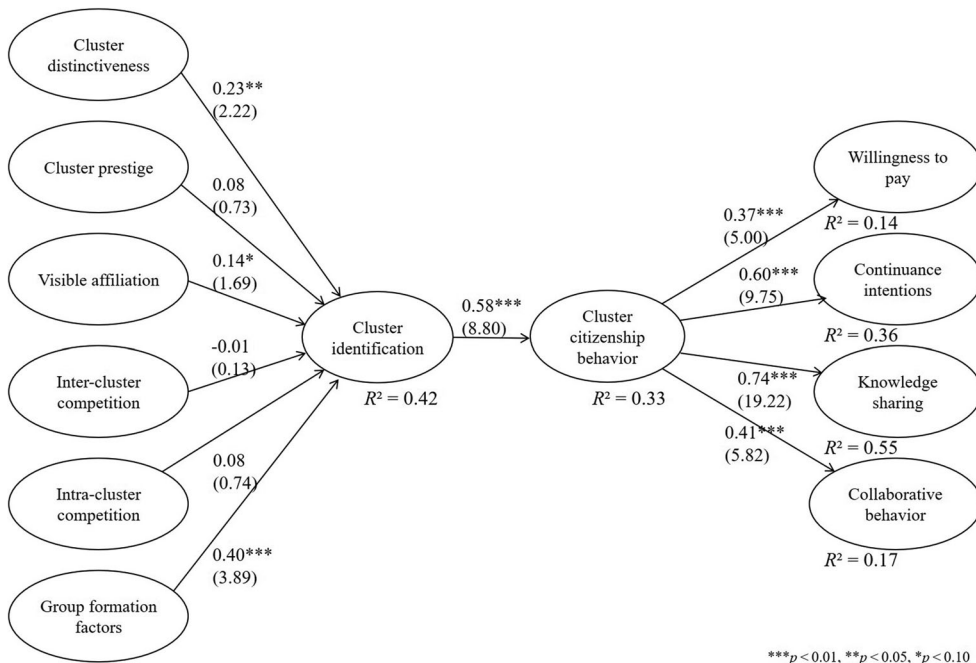 Cluster
distinctiveness
0.23**
(2.22)
Cluster prestige
0.08
(0.73)
Visible affiliation
0.14*
(1.69)
Inter-cluster
competition
-0.01
(0.13)
Intra-cluster
competition
0.08
(0.74)
Group formation
factors
0.40***
(3.89)
Cluster
identification
R² = 0.42
0.58***
(8.80)
Cluster
citizenship
behavior
R² = 0.33
0.37***
(5.00)
Willingness to
pay
R² = 0.14
0.60***
(9.75)
Continuance
intentions
R² = 0.36
0.74***
(19.22)
Knowledge
sharing
R² = 0.55
0.41***
(5.82)
Collaborative
behavior
R² = 0.17
***p < 0.01, **p < 0.05, *p < 0.10